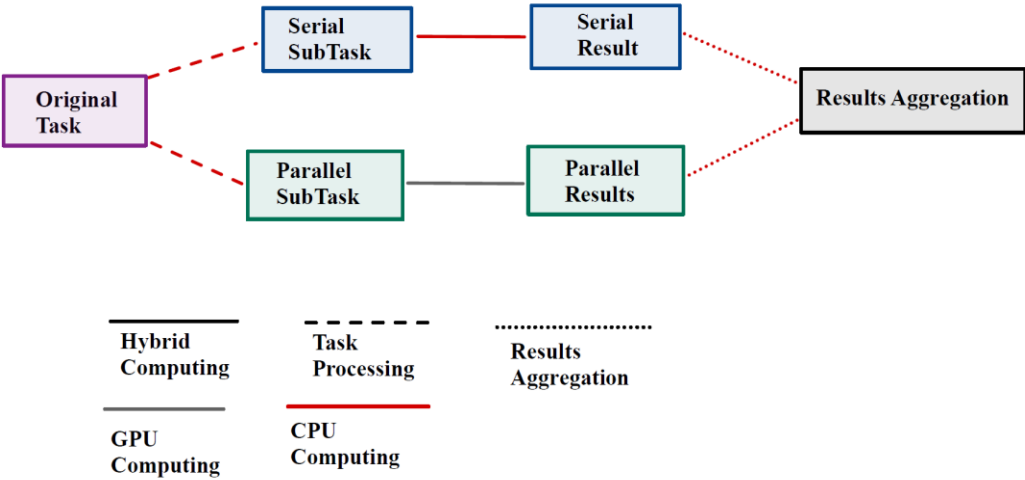 Serial
SubTask
Serial
Result
Original
Task
Results Aggregation
Parallel
SubTask
Parallel
Results
Hybrid
Computing
Task
Processing
Results
Aggregation
GPU
Computing
CPU
Computing